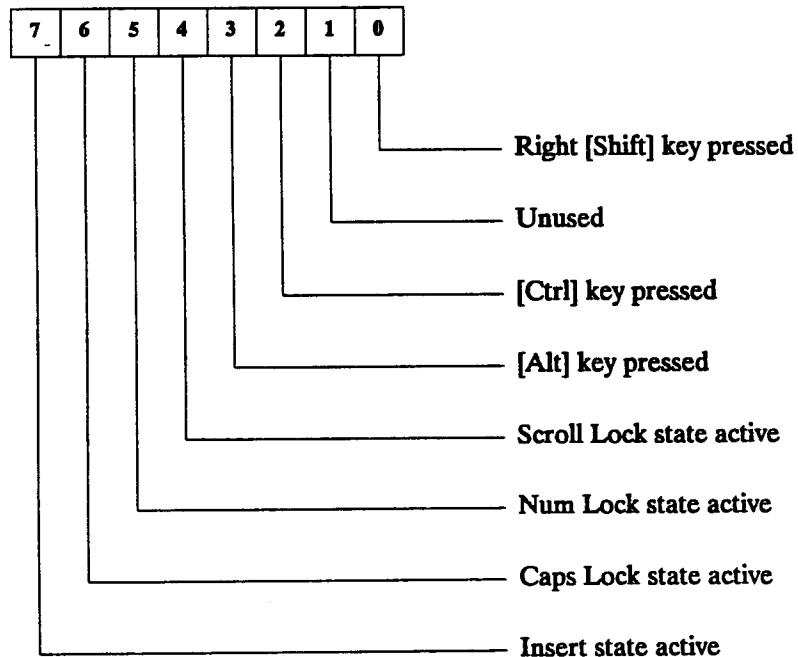 7 6 5 4 3 2 1 0
Right [Shift] key pressed
Unused
[Ctrl] key pressed
[Alt] key pressed
Scroll Lock state active
Num Lock state active
Caps Lock state active
Insert state active